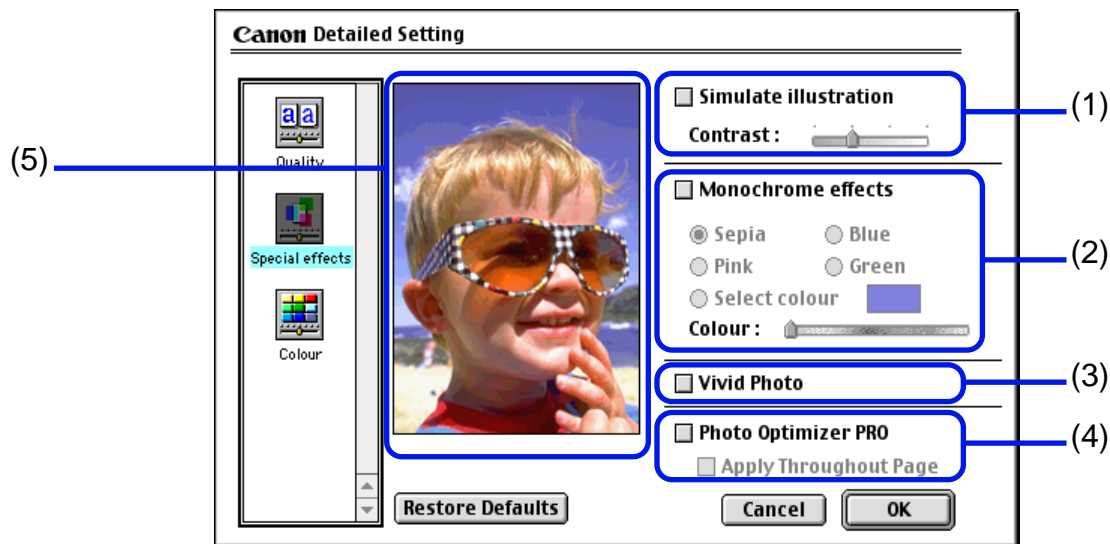 Canon Detailed Setting
a a
Quality
Special effects
Colour
Simulate illustration
Contrast :
Monochrome effects
Sepia
Blue
Pink
Green
Select colour
Colour :
Vivid Photo
Photo Optimizer PRO
Apply Throughout Page
Restore Defaults
Cancel
OK
(1)
(2)
(3)
(4)
(5)